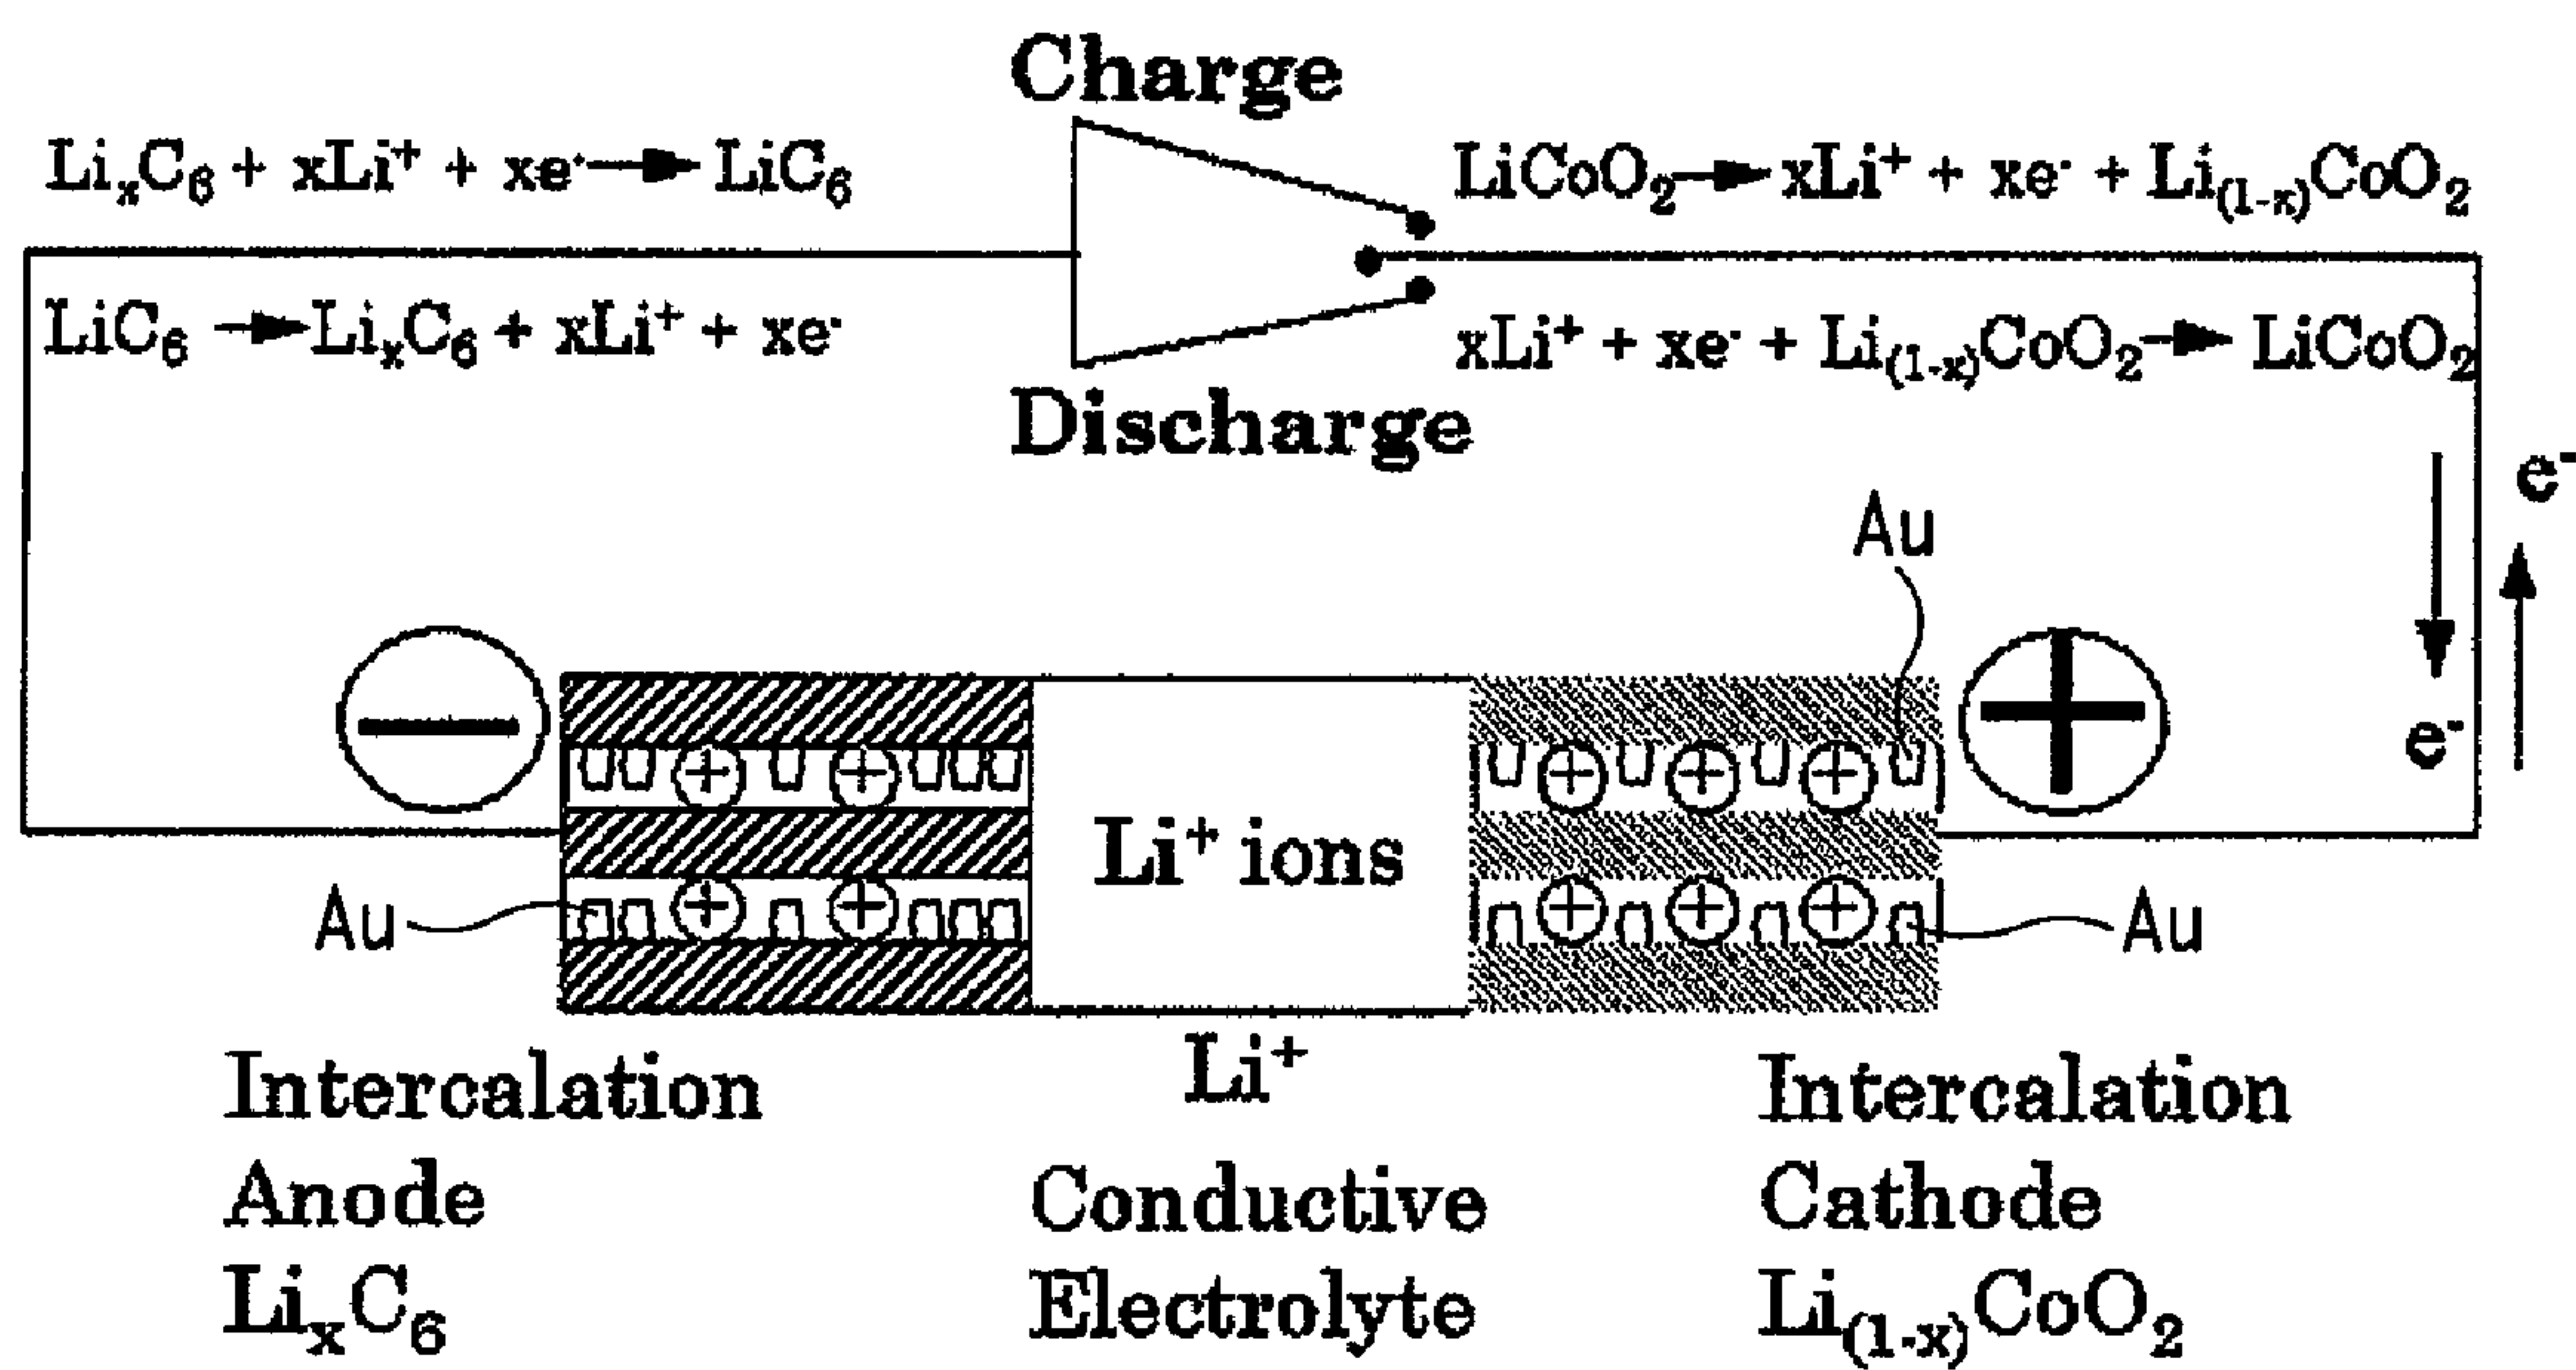 Charge
LiₓC₆ + xLi⁺ + xe⁻ → LiC₆
LiCoO₂ → xLi⁺ + xe⁻ + Li₍₁₋ₓ₎CoO₂
LiC₆ → LiₓC₆ + xLi⁺ + xe⁻
xLi⁺ + xe⁻ + Li₍₁₋ₓ₎CoO₂ → LiCoO₂
Discharge
e⁻
Au
e⁻
Li⁺ ions
Au
Au
Intercalation
Anode
LiₓC₆
Li⁺
Conductive
Electrolyte
Intercalation
Cathode
Li₍₁₋ₓ₎CoO₂